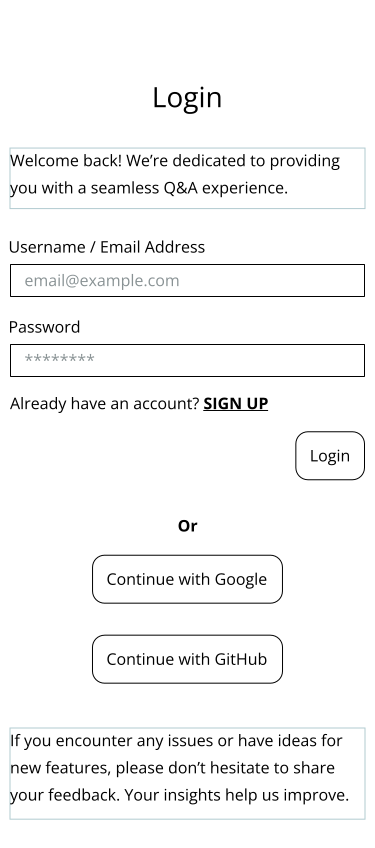 Login
Welcome back! We’re dedicated to providing
you with a seamless Q&A experience.
Username / Email Address
email@example.com
Password
********
Already have an account? SIGN UP
Login
Or
Continue with Google
Continue with GitHub
If you encounter any issues or have ideas for
new features, please don’t hesitate to share
your feedback. Your insights help us improve.